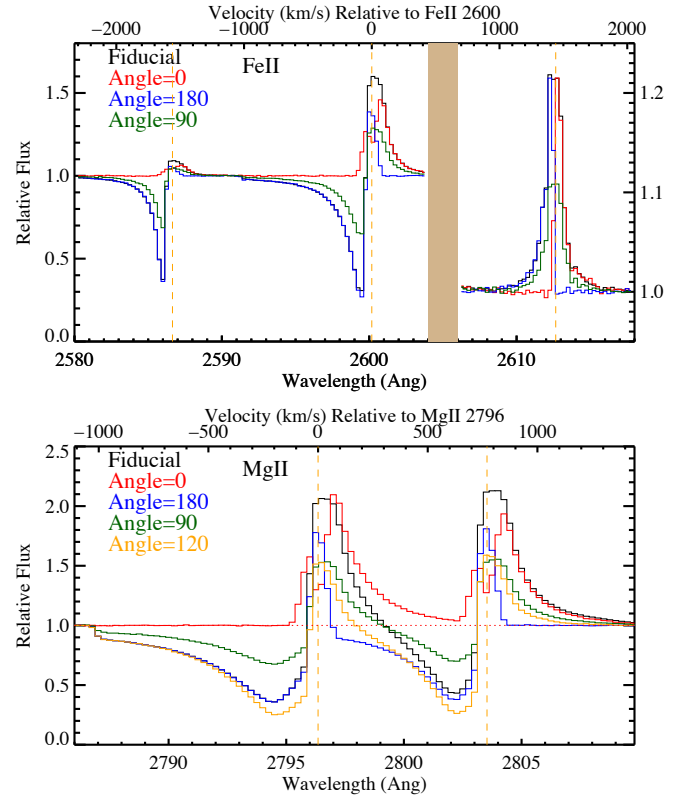 Velocity (km/s) Relative to FeII 2600
−2000 −1000 0 1000 2000
Fiducial
Angle=0
Angle=180
Angle=90
FeII
Relative Flux
1.5
1.0
0.5
0.0
1.2
1.1
1.0
2580 2590 2600 2610
Wavelength (Ang)
Velocity (km/s) Relative to MgII 2796
−1000 −500 0 500 1000
Fiducial
Angle=0
Angle=180
Angle=90
Angle=120
MgII
Relative Flux
2.5
2.0
1.5
1.0
0.5
0.0
2790 2795 2800 2805
Wavelength (Ang)